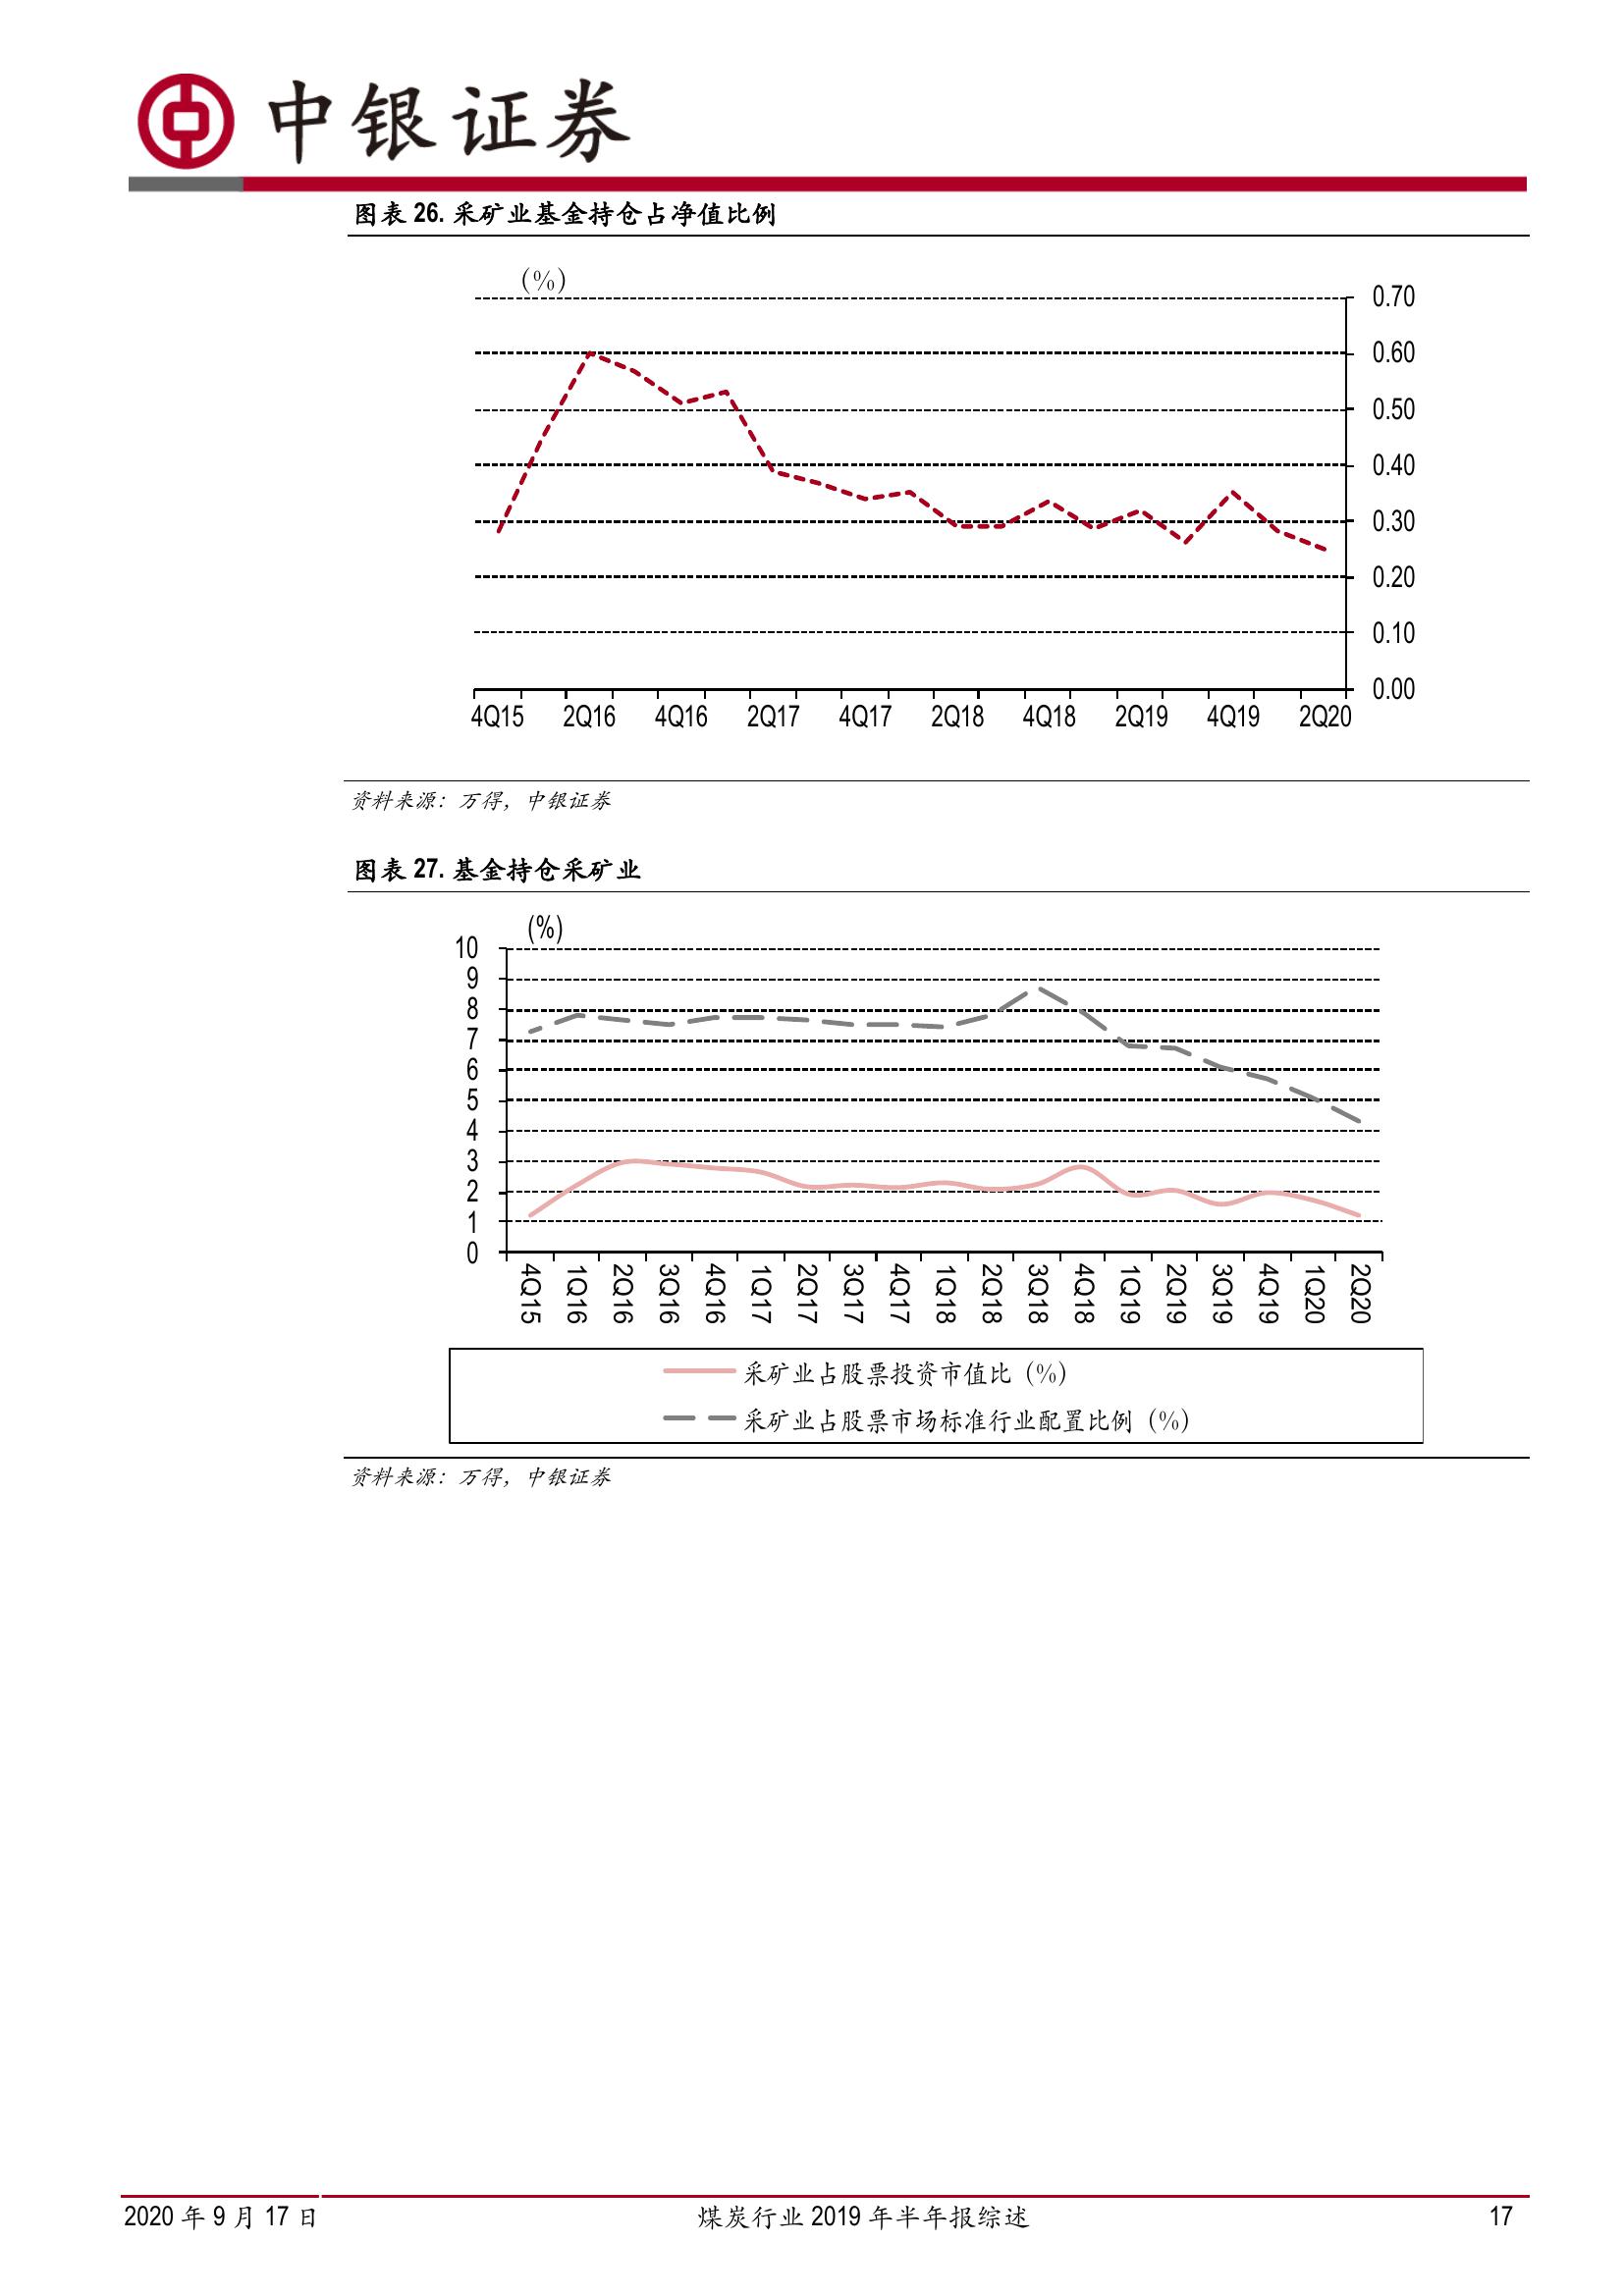 中银证券
图表 26. 采矿业基金持仓占净值比例
(%)
0.70
0.60
0.50
0.40
0.30
0.20
0.10
0.00
4Q15 2Q16 4Q16 2Q17 4Q17 2Q18 4Q18 2Q19 4Q19 2Q20
资料来源：万得，中银证券
图表 27. 基金持仓采矿业
(%)
10
9
8
7
6
5
4
3
2
1
0
4Q15 1Q16 2Q16 3Q16 4Q16 1Q17 2Q17 3Q17 4Q17 1Q18 2Q18 3Q18 4Q18 1Q19 2Q19 3Q19 4Q19 1Q20 2Q20
采矿业占股票投资市值比（%）
采矿业占股票市场标准行业配置比例（%）
资料来源：万得，中银证券
2020 年 9 月 17 日 煤炭行业 2019 年半年报综述 17